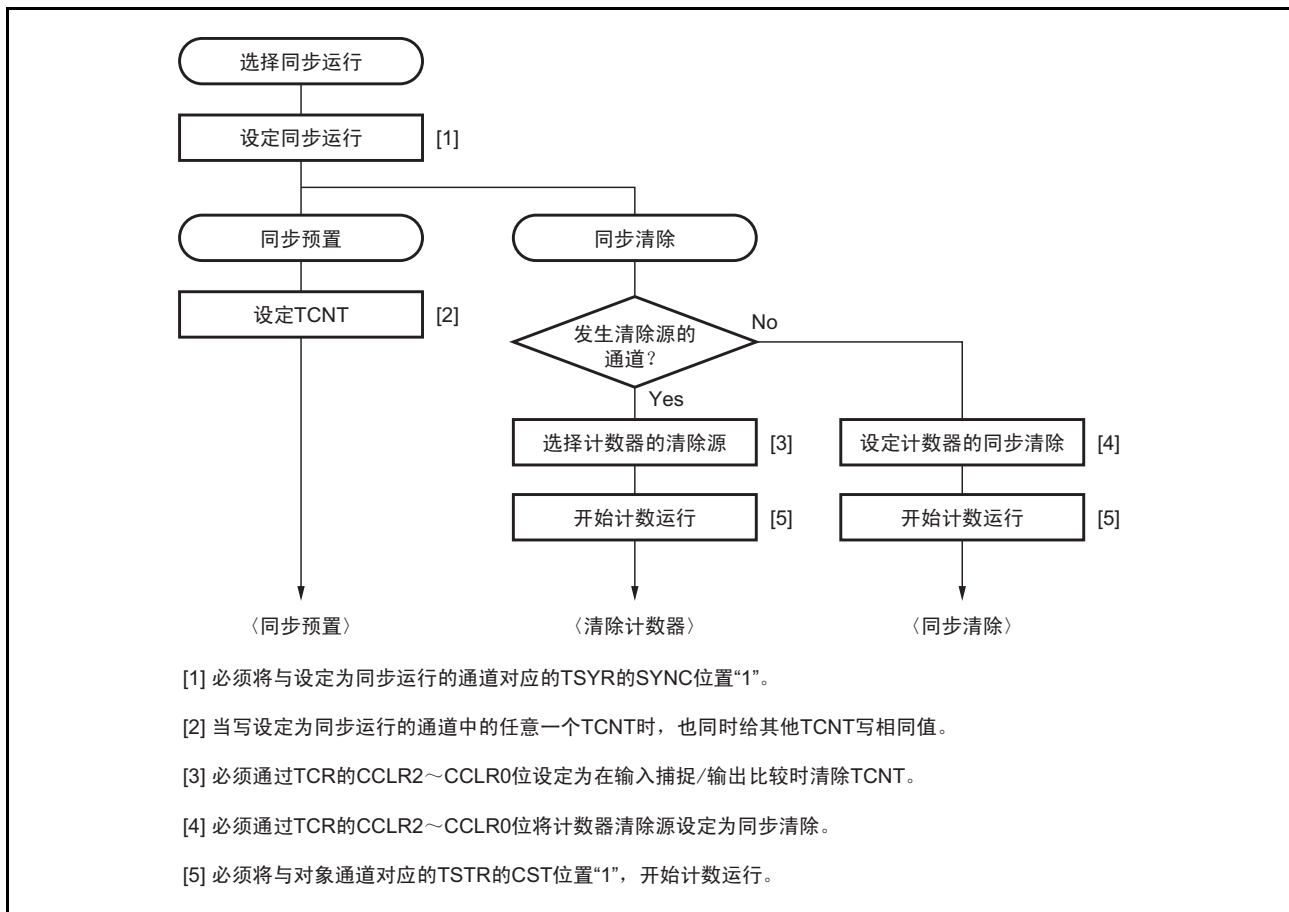 选择同步运行
设定同步运行 [1]
同步预置 同步清除
设定TCNT [2]
发生清除源的
通道？
No
Yes
选择计数器的清除源 [3] 设定计数器的同步清除 [4]
开始计数运行 [5] 开始计数运行 [5]
〈同步预置〉 〈清除计数器〉 〈同步清除〉
[1] 必须将与设定为同步运行的通道对应的TSYR的SYNC位置“1”。
[2] 当写设定为同步运行的通道中的任意一个TCNT时，也同时给其他TCNT写相同值。
[3] 必须通过TCR的CCLR2～CCLR0位设定为在输入捕捉/输出比较时清除TCNT。
[4] 必须通过TCR的CCLR2～CCLR0位将计数器清除源设定为同步清除。
[5] 必须将与对象通道对应的TSTR的CST位置“1”，开始计数运行。